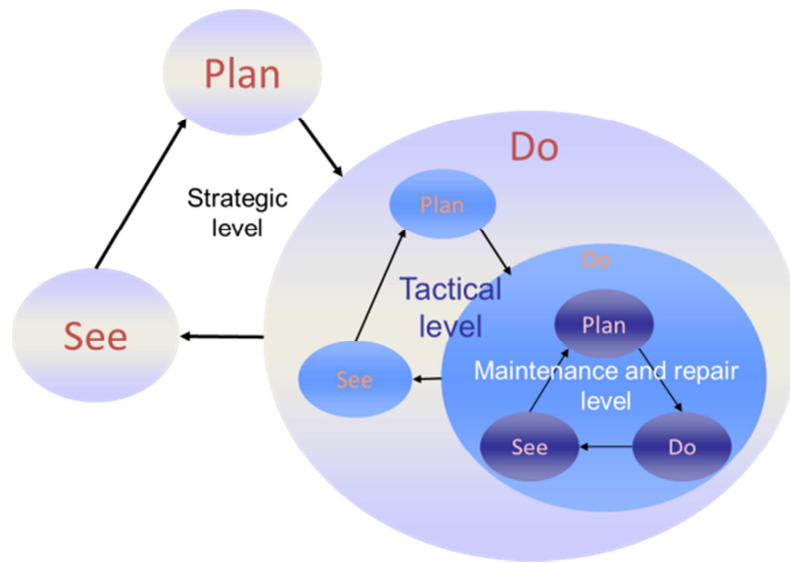 Plan
Do
Strategic
level
See
Plan
Do
Tactical
level
See
Plan
Maintenance and repair
level
See
Do